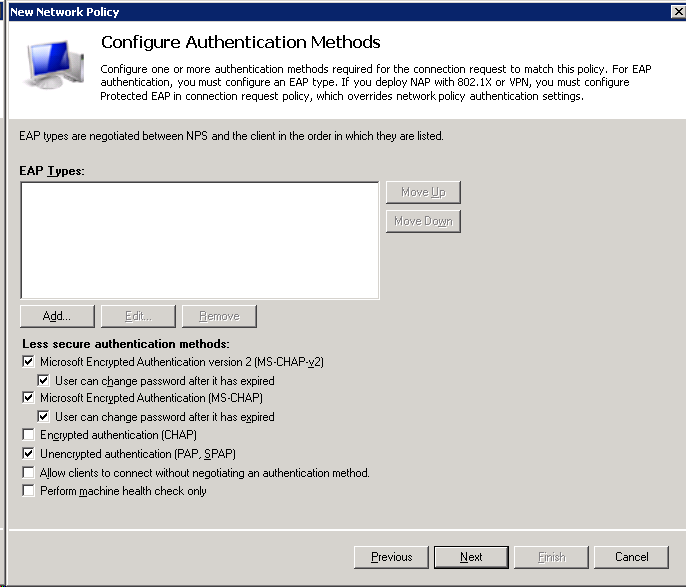 New Network Policy
Configure Authentication Methods
Configure one or more authentication methods required for the connection request to match this policy. For EAP
authentication, you must configure an EAP type. If you deploy NAP with 802.1X or VPN, you must configure
Protected EAP in connection request policy, which overrides network policy authentication settings.
EAP types are negotiated between NPS and the client in the order in which they are listed.
EAP Types:
Move Up
Move Down
Add... Edit... Remove
Less secure authentication methods:
Microsoft Encrypted Authentication version 2 (MS-CHAP-v2)
User can change password after it has expired
Microsoft Encrypted Authentication (MS-CHAP)
User can change password after it has expired
Encrypted authentication (CHAP)
Unencrypted authentication (PAP, SPAP)
Allow clients to connect without negotiating an authentication method.
Perform machine health check only
Previous Next Finish Cancel